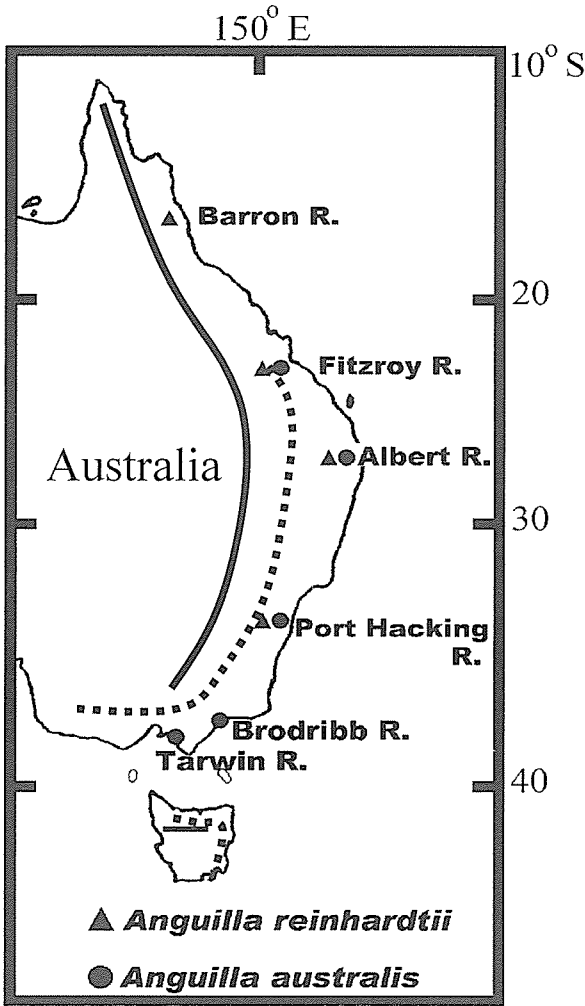 150° E
10° S
Barron R.
20
Fitzroy R.
Australia
Albert R.
30
Port Hacking
R.
Brodribb R.
Tarwin R.
40
Anguilla reinhardtii
Anguilla australis